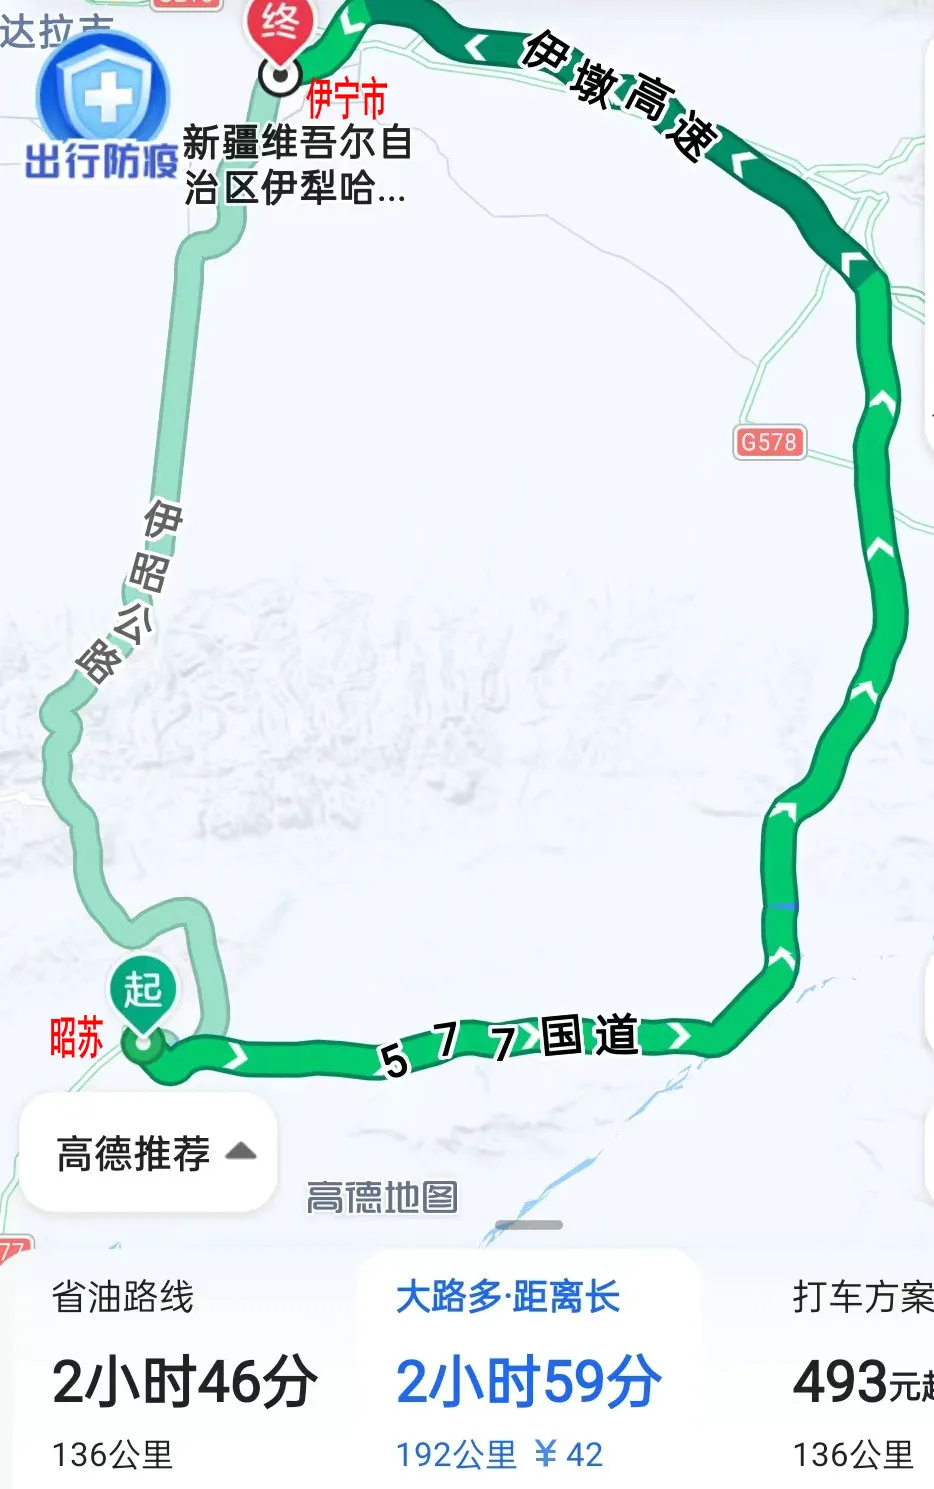 达拉市
终
伊宁市
新疆维吾尔自
治区伊犁哈...
出行防疫
伊墩高速
G578
伊昭公路
起
昭苏
577国道
高德推荐
高德地图
77
省油路线
大路多·距离长
打车方案
2小时46分
2小时59分
493元起
136公里
192公里 ¥42
136公里